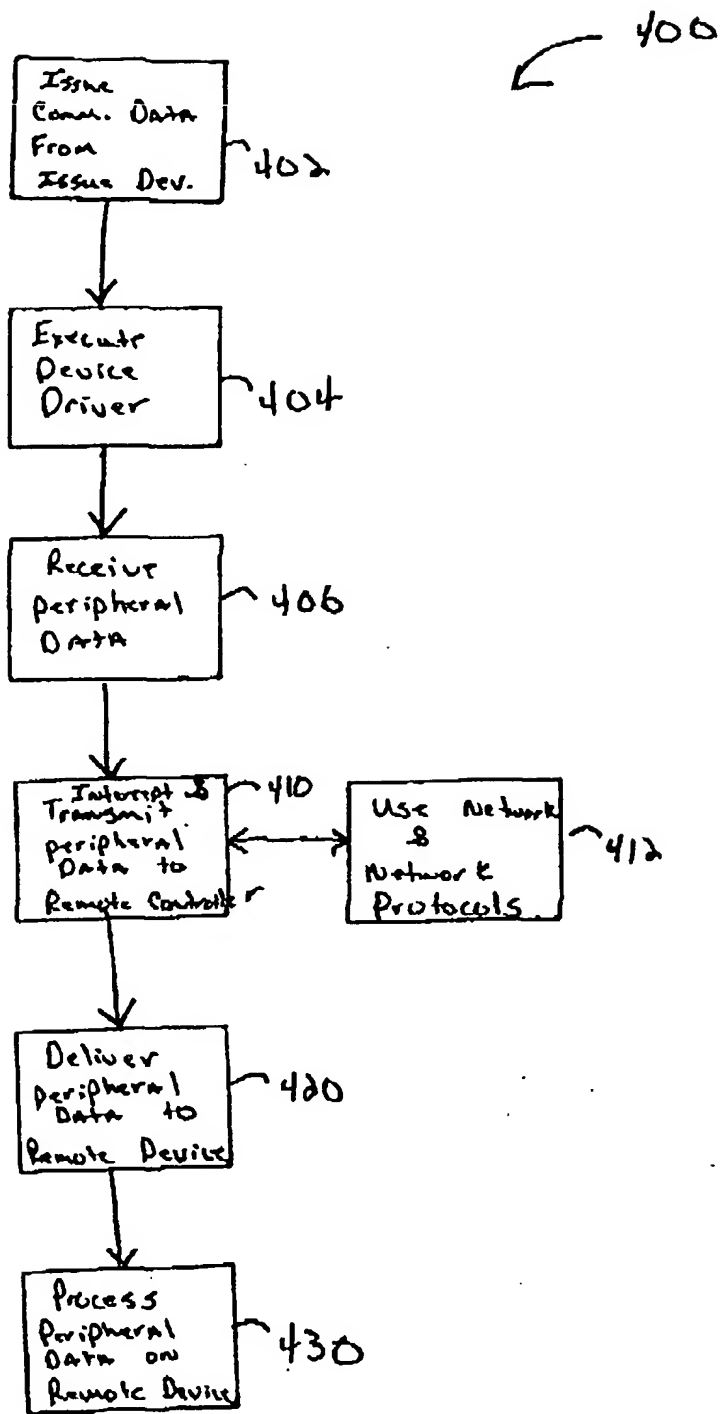 400
Issue
Comm. Data
From
Issue Dev.
402
Execute
Device
Driver
404
Receive
peripheral
Data
406
Intercept &
Transmit
peripheral
Data to
Remote Controller
410
Use Network
&
Network
Protocols
412
Deliver
peripheral
Data to
Remote Device
420
Process
Peripheral
Data on
Remote Device
430